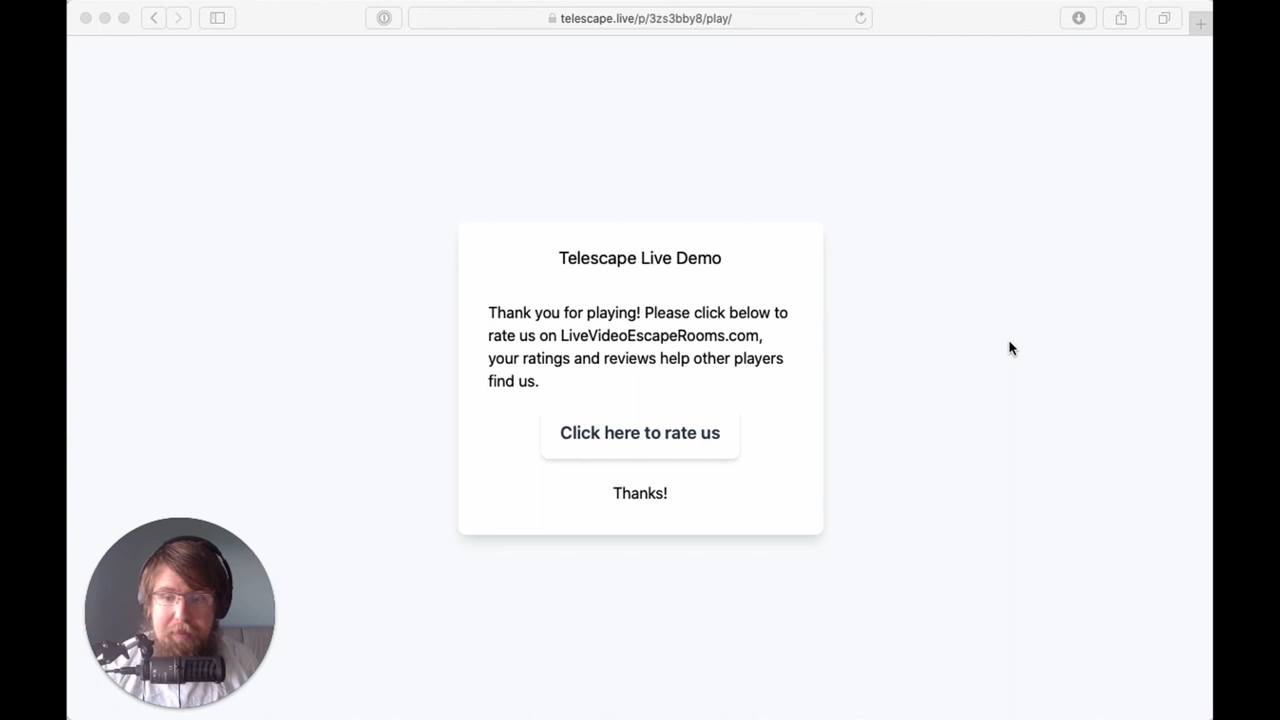 telescape.live/p/3zs3bby8/play/
Telescape Live Demo
Thank you for playing! Please click below to
rate us on LiveVideoEscapeRooms.com,
your ratings and reviews help other players
find us.
Click here to rate us
Thanks!